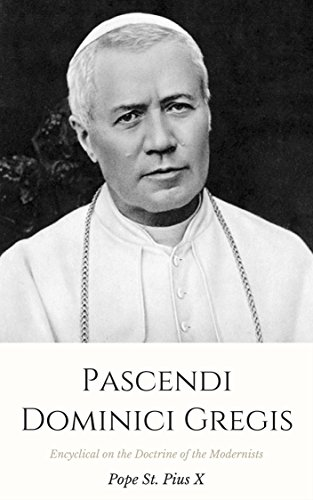 Pascendi
Dominici Gregis
Encyclical on the Doctrine of the Modernists
Pope St. Pius X